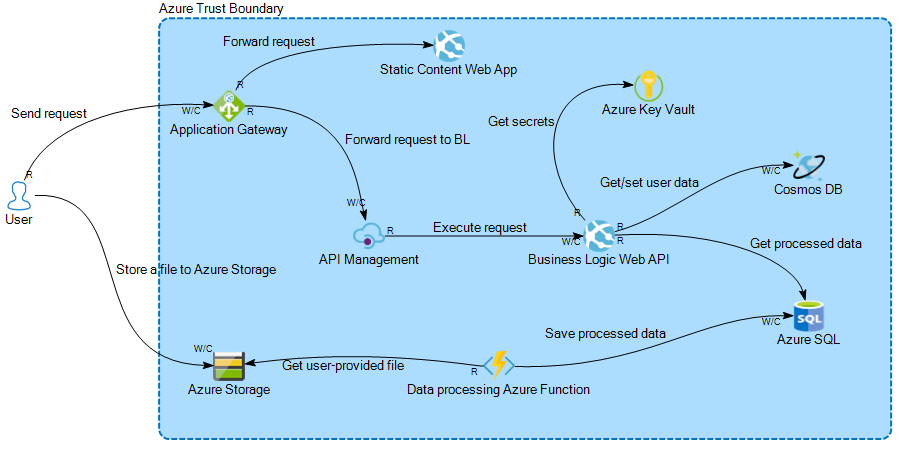 Azure Trust Boundary
Forward request
R
Static Content Web App
W/C
R
Application Gateway
Send request
R
User
Get secrets
Azure Key Vault
Forward request to BL
W/C
R
API Management
Execute request
R
W/C
R
R
Business Logic Web API
Get/set user data
W/C
Cosmos DB
Get processed data
Store a file to Azure Storage
W/C
SQL
Azure SQL
Save processed data
W/C
Azure Storage
Get user-provided file
R
Data processing Azure Function